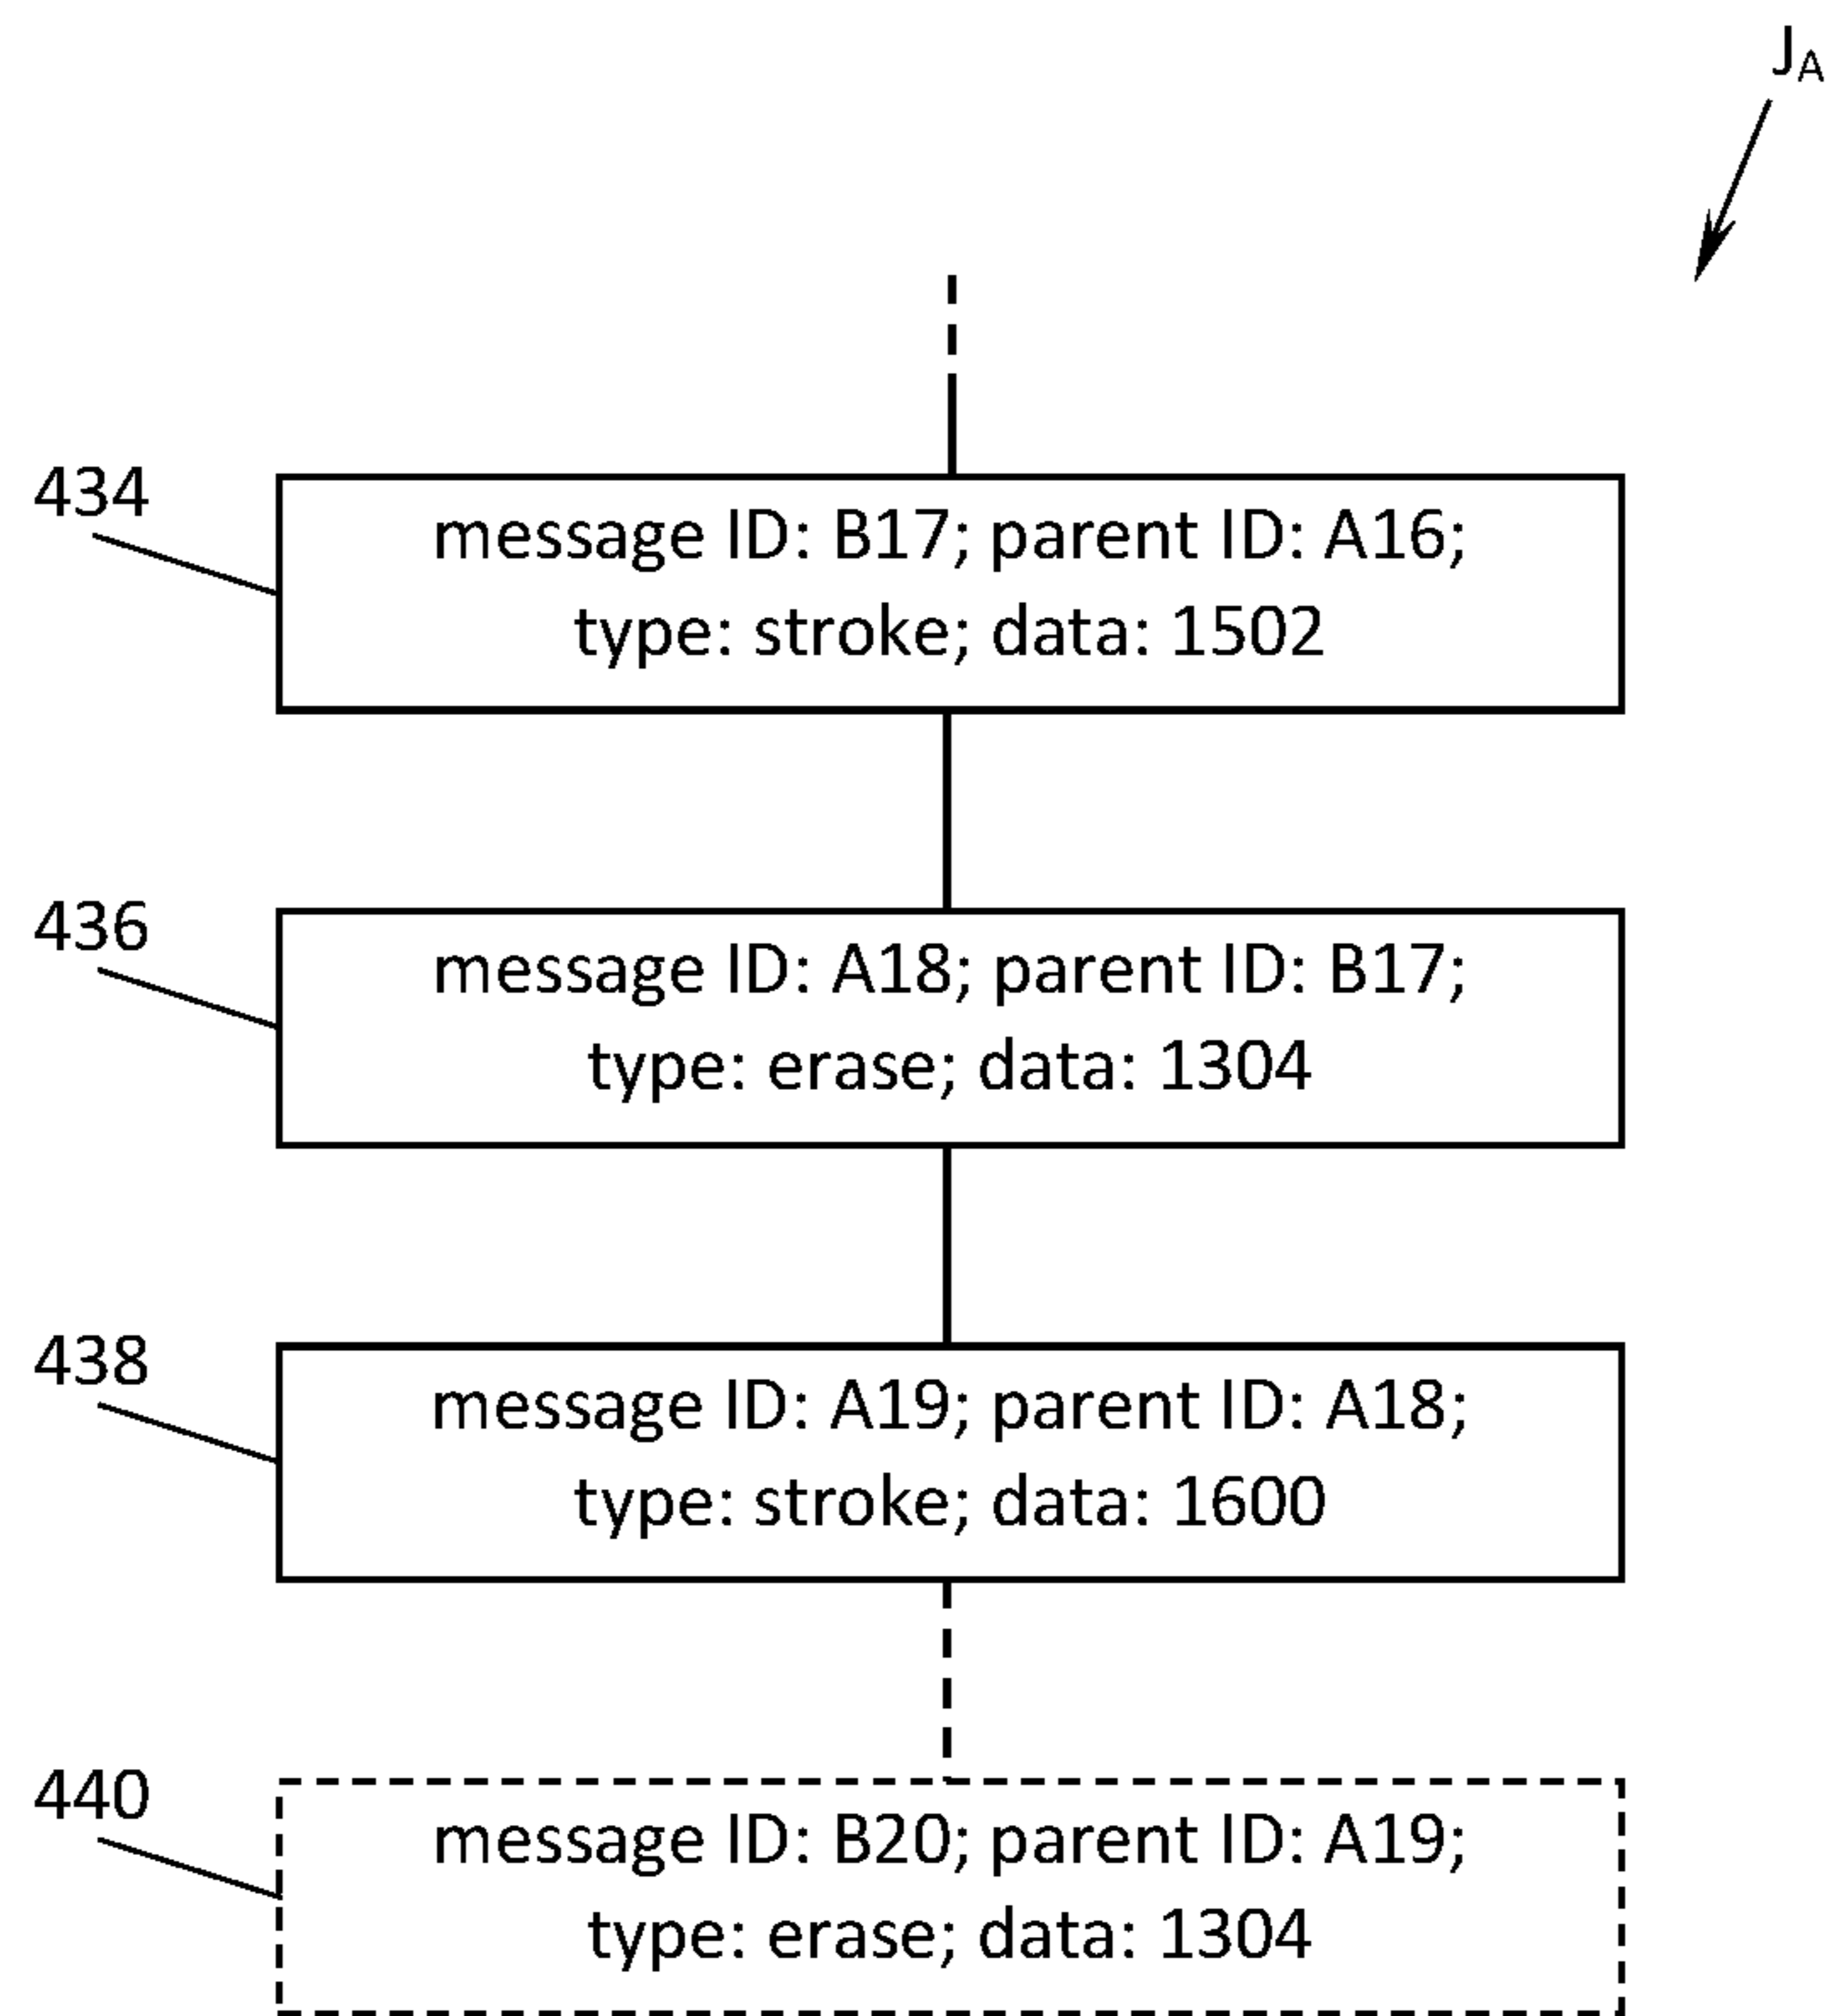 J_A
434
message ID: B17; parent ID: A16;
type: stroke; data: 1502
436
message ID: A18; parent ID: B17;
type: erase; data: 1304
438
message ID: A19; parent ID: A18;
type: stroke; data: 1600
440
message ID: B20; parent ID: A19;
type: erase; data: 1304